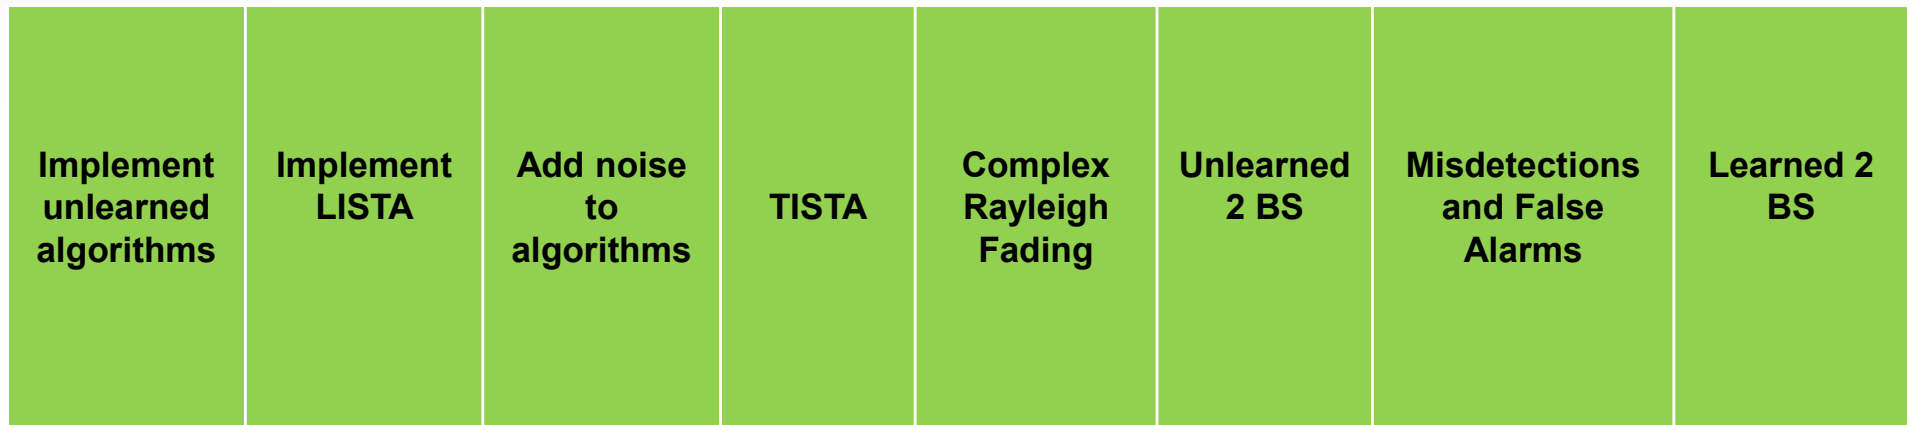 Implement
unlearned
algorithms
Implement
LISTA
Add noise
to
algorithms
TISTA
Complex
Rayleigh
Fading
Unlearned
2 BS
Misdetections
and False
Alarms
Learned 2
BS